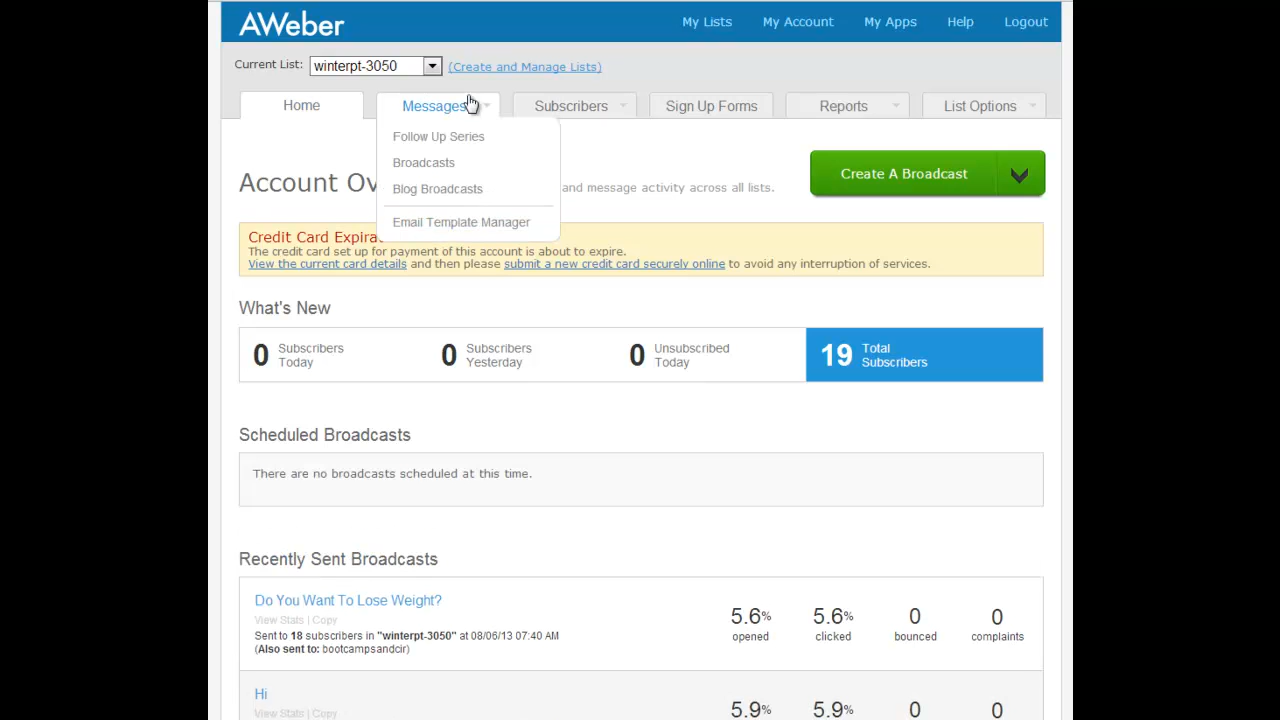 AWeber
My Lists My Account My Apps Help Logout
Current List: winterpt-3050 (Create and Manage Lists)
Home Messages Subscribers Sign Up Forms Reports List Options
Follow Up Series
Broadcasts
Blog Broadcasts
Email Template Manager
Account Ov and message activity across all lists.
Create A Broadcast
Credit Card Expira
The credit card set up for payment of this account is about to expire.
View the current card details and then please submit a new credit card securely online to avoid any interruption of services.
What's New
0 Subscribers Today
0 Subscribers Yesterday
0 Unsubscribed Today
19 Total Subscribers
Scheduled Broadcasts
There are no broadcasts scheduled at this time.
Recently Sent Broadcasts
Do You Want To Lose Weight?
View Stats | Copy
Sent to 18 subscribers in "winterpt-3050" at 08/06/13 07:40 AM
(Also sent to: bootcampsandcir)
5.6% opened
5.6% clicked
0 bounced
0 complaints
Hi
View Stats | Copy
5.9% 5.9% 0 0